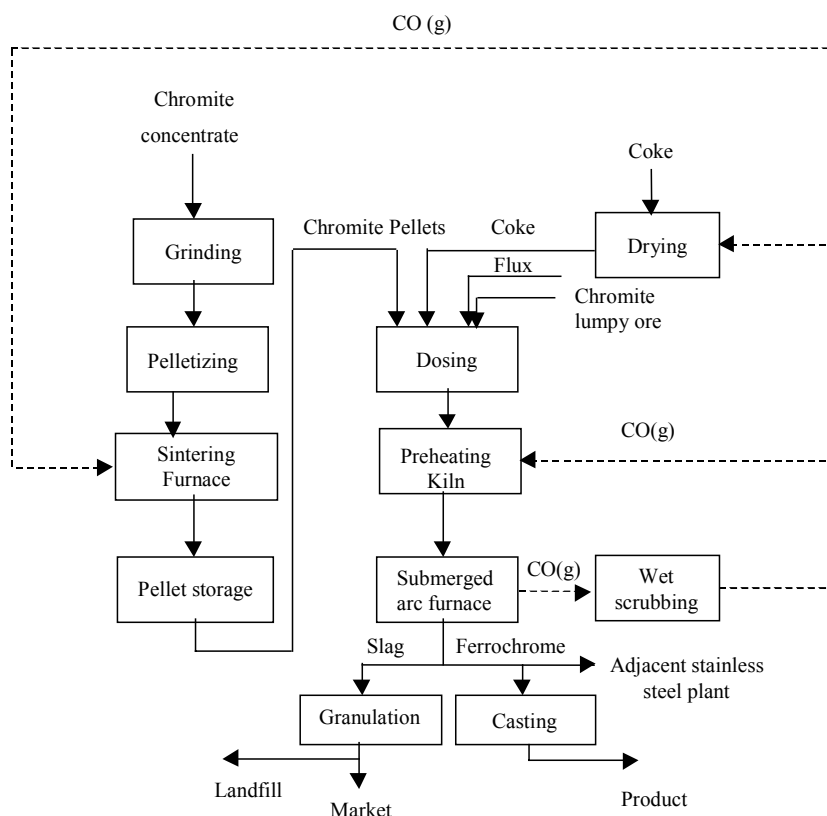 CO (g)
Chromite
concentrate
Coke
Chromite Pellets
Coke
Drying
Grinding
Flux
Chromite
lumpy ore
Pelletizing
Dosing
CO(g)
Sintering
Furnace
Preheating
Kiln
Pellet storage
Submerged
arc furnace
CO(g)
Wet
scrubbing
Slag
Ferrochrome
Adjacent stainless
steel plant
Granulation
Casting
Landfill
Market
Product